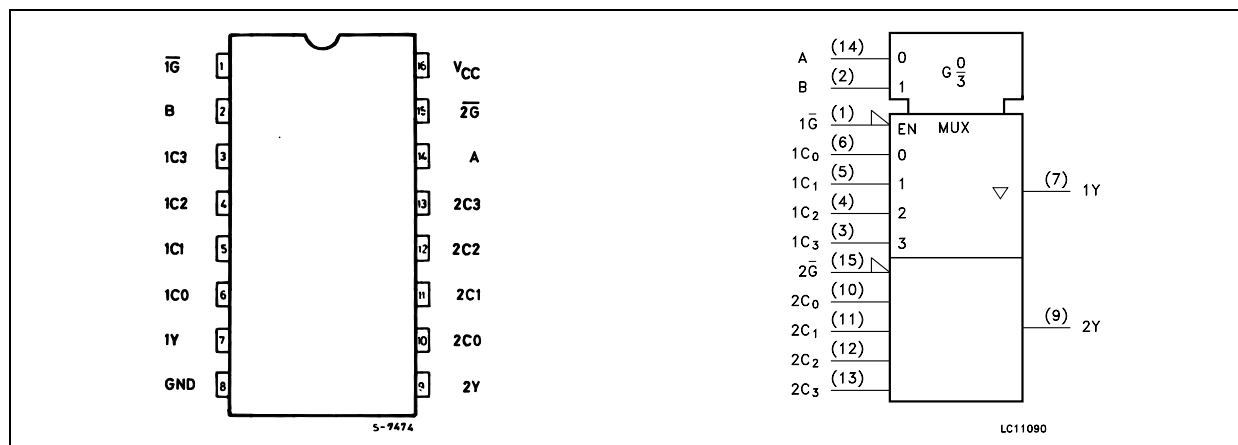 1G̅ 1 16 VCC
B 2 15 2G̅
1C3 3 14 A
1C2 4 13 2C3
1C1 5 12 2C2
1C0 6 11 2C1
1Y 7 10 2C0
GND 8 9 2Y
S-7474
A (14) 0 G 0/3
B (2) 1
1G̅ (1) EN MUX
1C₀ (6) 0
1C₁ (5) 1 (7) 1Y
1C₂ (4) 2
1C₃ (3) 3
2G̅ (15)
2C₀ (10)
2C₁ (11) (9) 2Y
2C₂ (12)
2C₃ (13)
LC11090